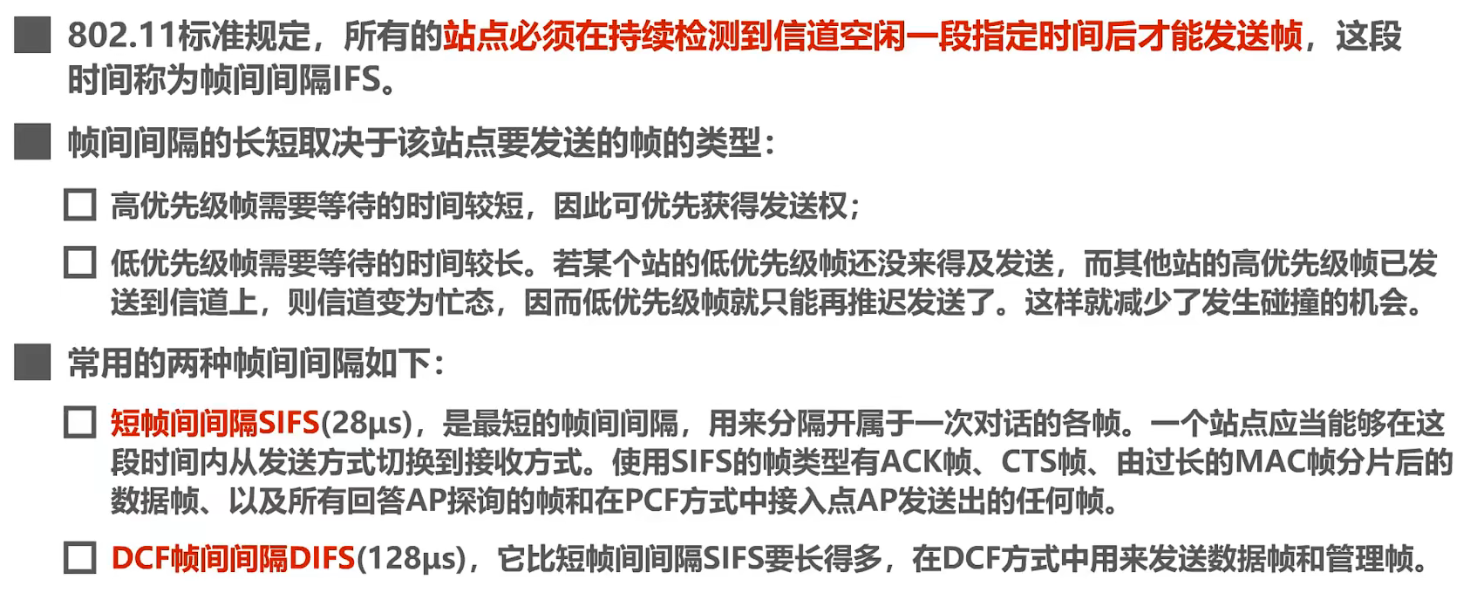 802.11标准规定，所有的站点必须在持续检测到信道空闲一段指定时间后才能发送帧，这段
时间称为帧间间隔IFS。
帧间间隔的长短取决于该站点要发送的帧的类型：
高优先级帧需要等待的时间较短，因此可优先获得发送权；
低优先级帧需要等待的时间较长。若某个站的低优先级帧还没来得及发送，而其他站的高优先级帧已发
送到信道上，则信道变为忙态，因而低优先级帧就只能再推迟发送了。这样就减少了发生碰撞的机会。
常用的两种帧间间隔如下：
短帧间间隔SIFS(28μs)，是最短的帧间间隔，用来分隔开属于一次对话的各帧。一个站点应当能够在这
段时间内从发送方式切换到接收方式。使用SIFS的帧类型有ACK帧、CTS帧、由过长的MAC帧分片后的
数据帧、以及所有回答AP探询的帧和在PCF方式中接入点AP发送出的任何帧。
DCF帧间间隔DIFS(128μs)，它比短帧间间隔SIFS要长得多，在DCF方式中用来发送数据帧和管理帧。